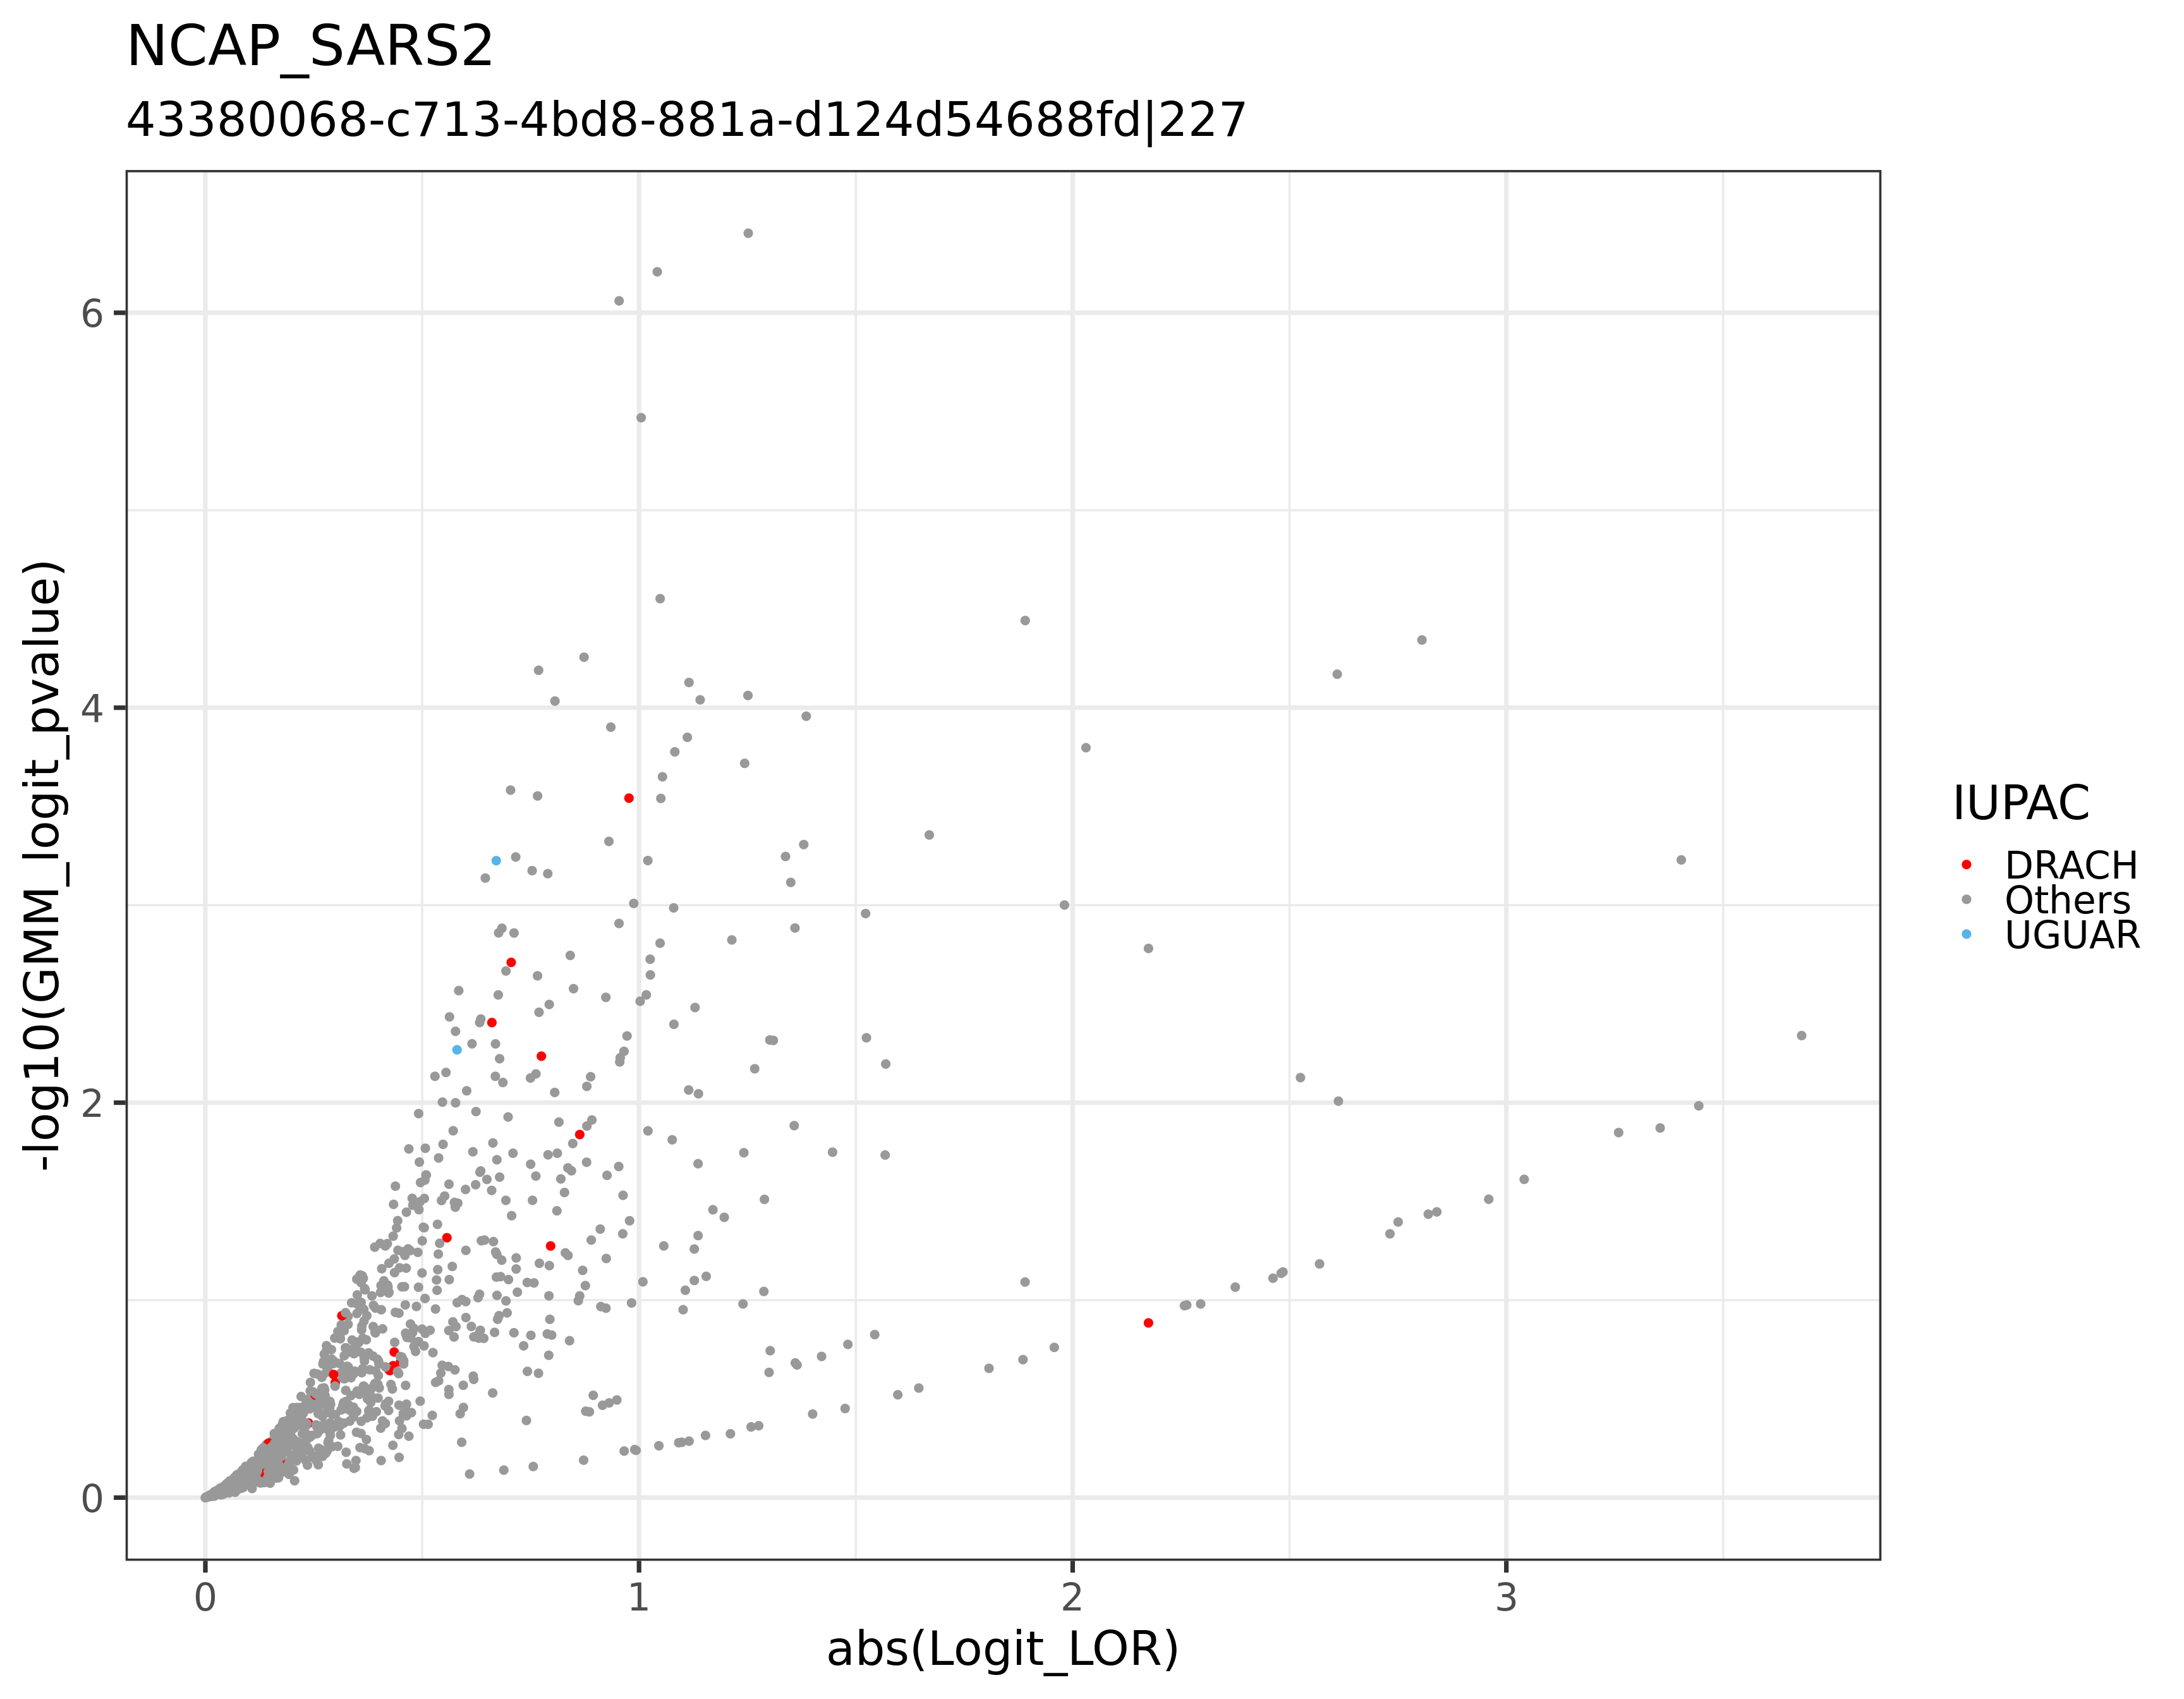 NCAP_SARS2
43380068-c713-4bd8-881a-d124d54688fd|227
-log10(GMM_logit_pvalue)
6
4
2
0
0 1 2 3
abs(Logit_LOR)
IUPAC
DRACH
Others
UGUAR